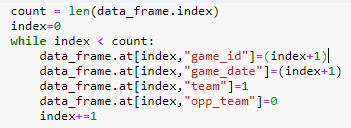 count = len(data_frame.index)
index=0
while index < count:
    data_frame.at[index,"game_id"]=(index+1)
    data_frame.at[index,"game_date"]=(index+1)
    data_frame.at[index,"team"]=1
    data_frame.at[index,"opp_team"]=0
    index+=1